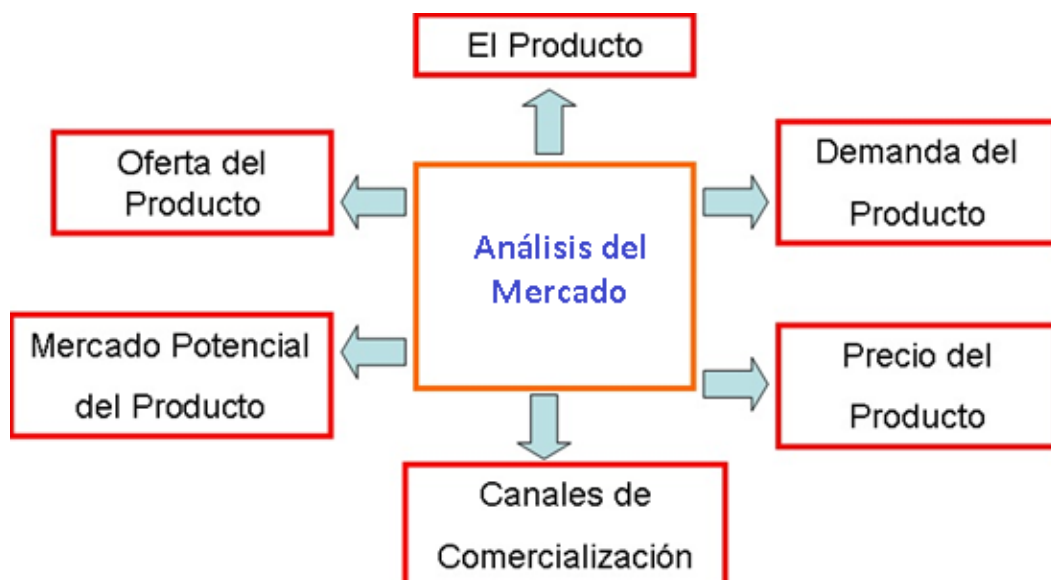 El Producto
Oferta del
Producto
Demanda del
Producto
Análisis del
Mercado
Mercado Potencial
del Producto
Precio del
Producto
Canales de
Comercialización